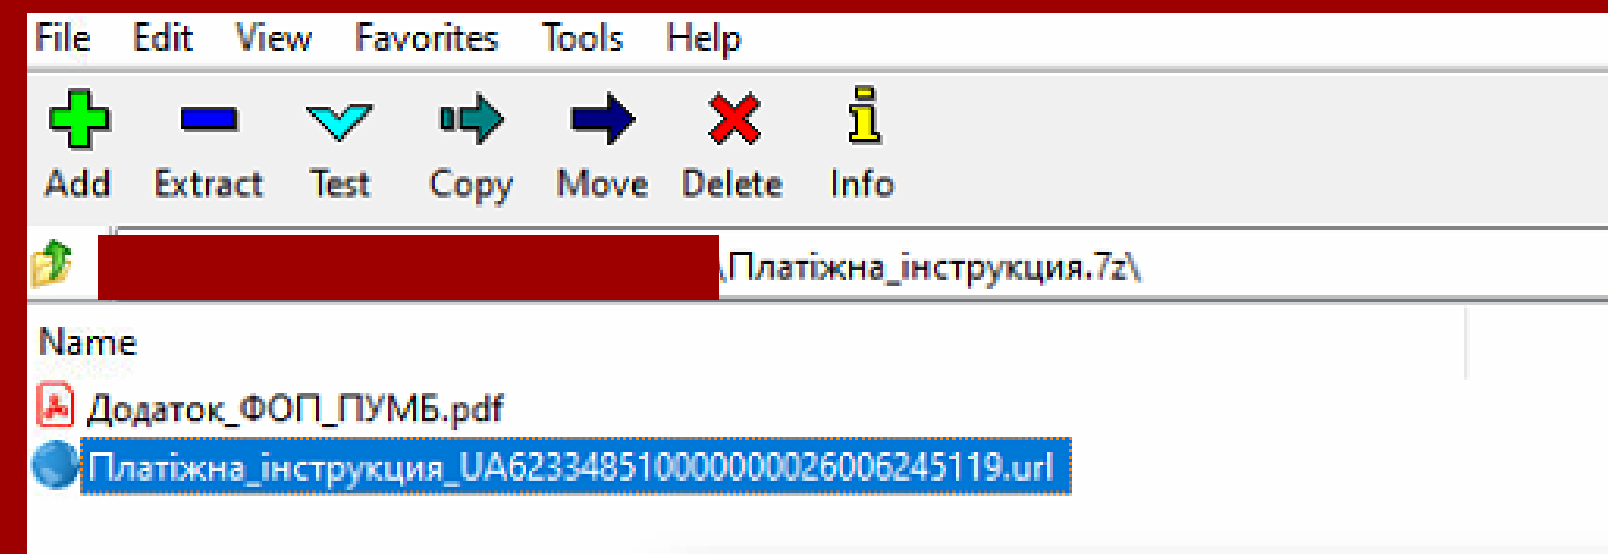 File Edit View Favorites Tools Help
Add Extract Test Copy Move Delete Info
\Платіжна_інструкция.7z\
Name
Додаток_ФОП_ПУМБ.pdf
Платіжна_інструкция_UA623348510000000026006245119.url